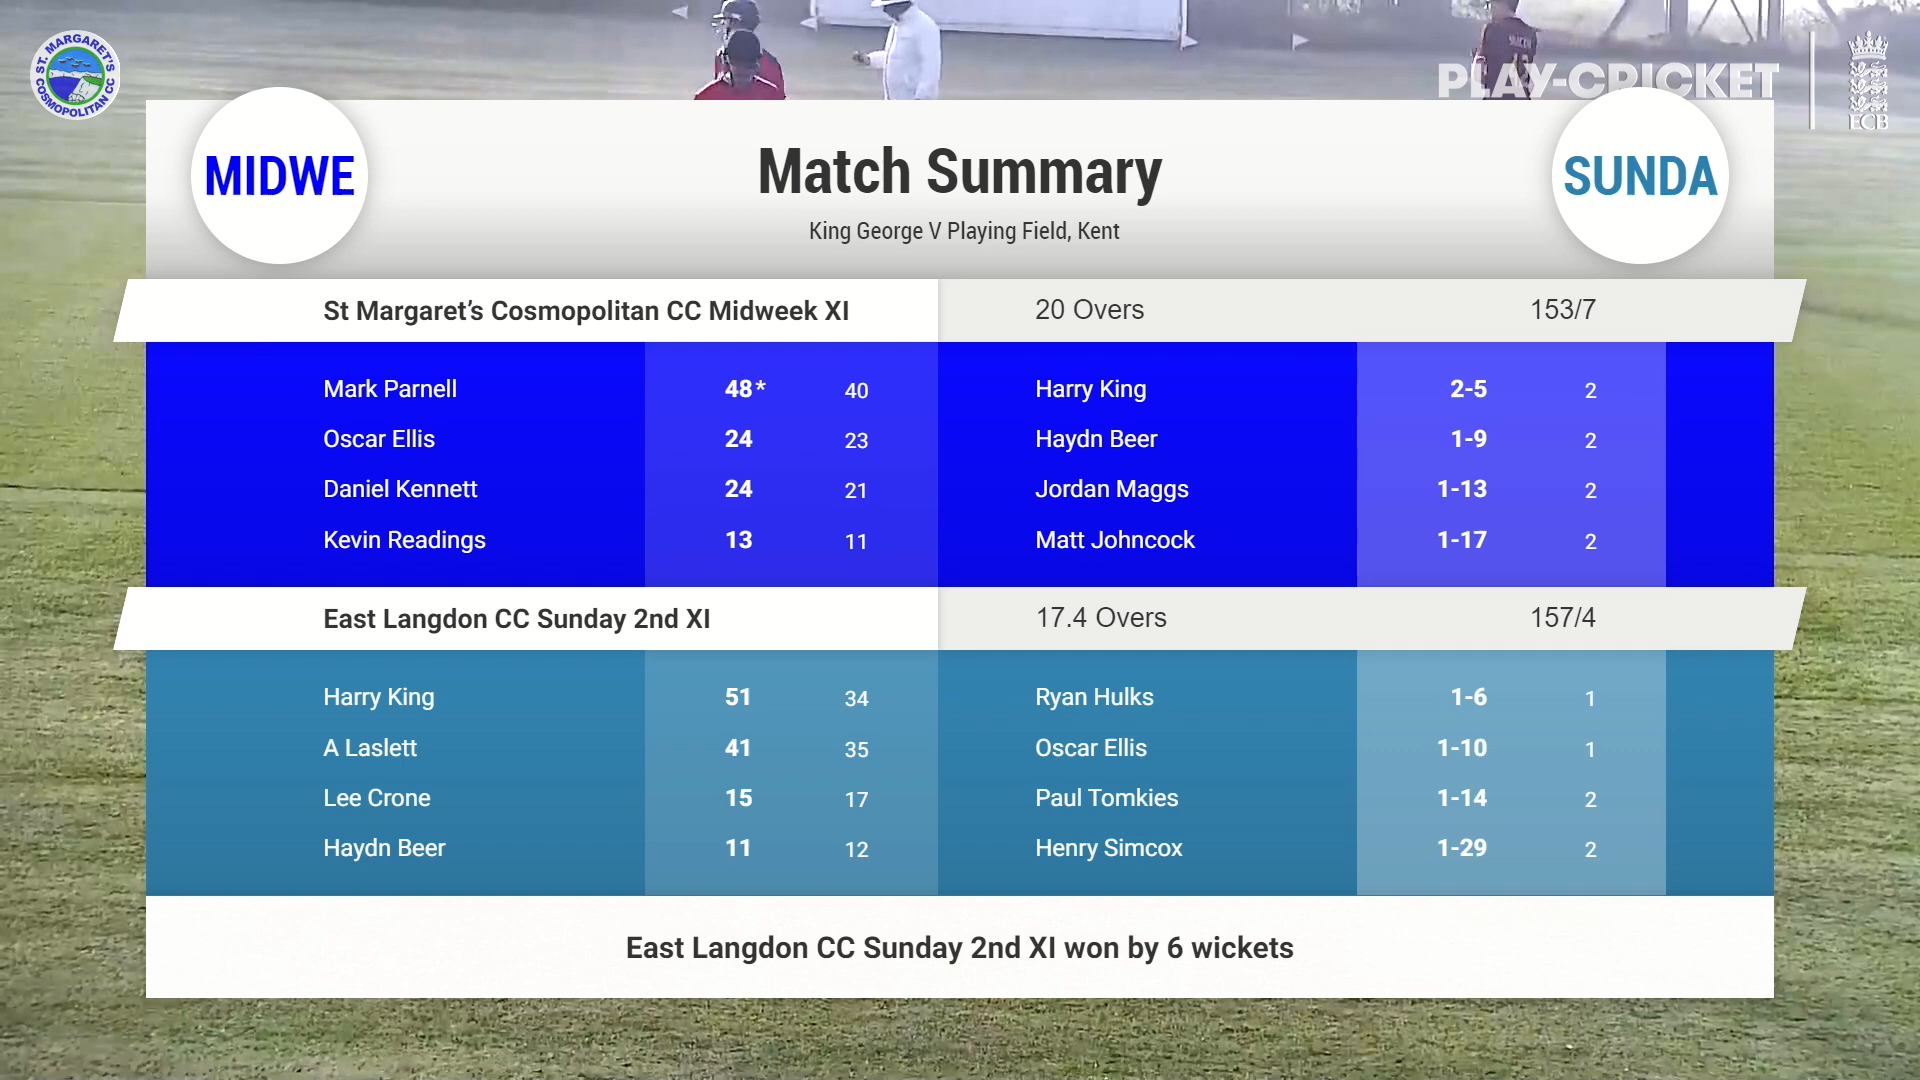 ST. MARGARET'S
COSMOPOLITAN CC
PLAY-CRICKET
ECB
MIDWE
Match Summary
SUNDA
King George V Playing Field, Kent
St Margaret’s Cosmopolitan CC Midweek XI 20 Overs 153/7
Mark Parnell 48* 40 Harry King 2-5 2
Oscar Ellis 24 23 Haydn Beer 1-9 2
Daniel Kennett 24 21 Jordan Maggs 1-13 2
Kevin Readings 13 11 Matt Johncock 1-17 2
East Langdon CC Sunday 2nd XI 17.4 Overs 157/4
Harry King 51 34 Ryan Hulks 1-6 1
A Laslett 41 35 Oscar Ellis 1-10 1
Lee Crone 15 17 Paul Tomkies 1-14 2
Haydn Beer 11 12 Henry Simcox 1-29 2
East Langdon CC Sunday 2nd XI won by 6 wickets